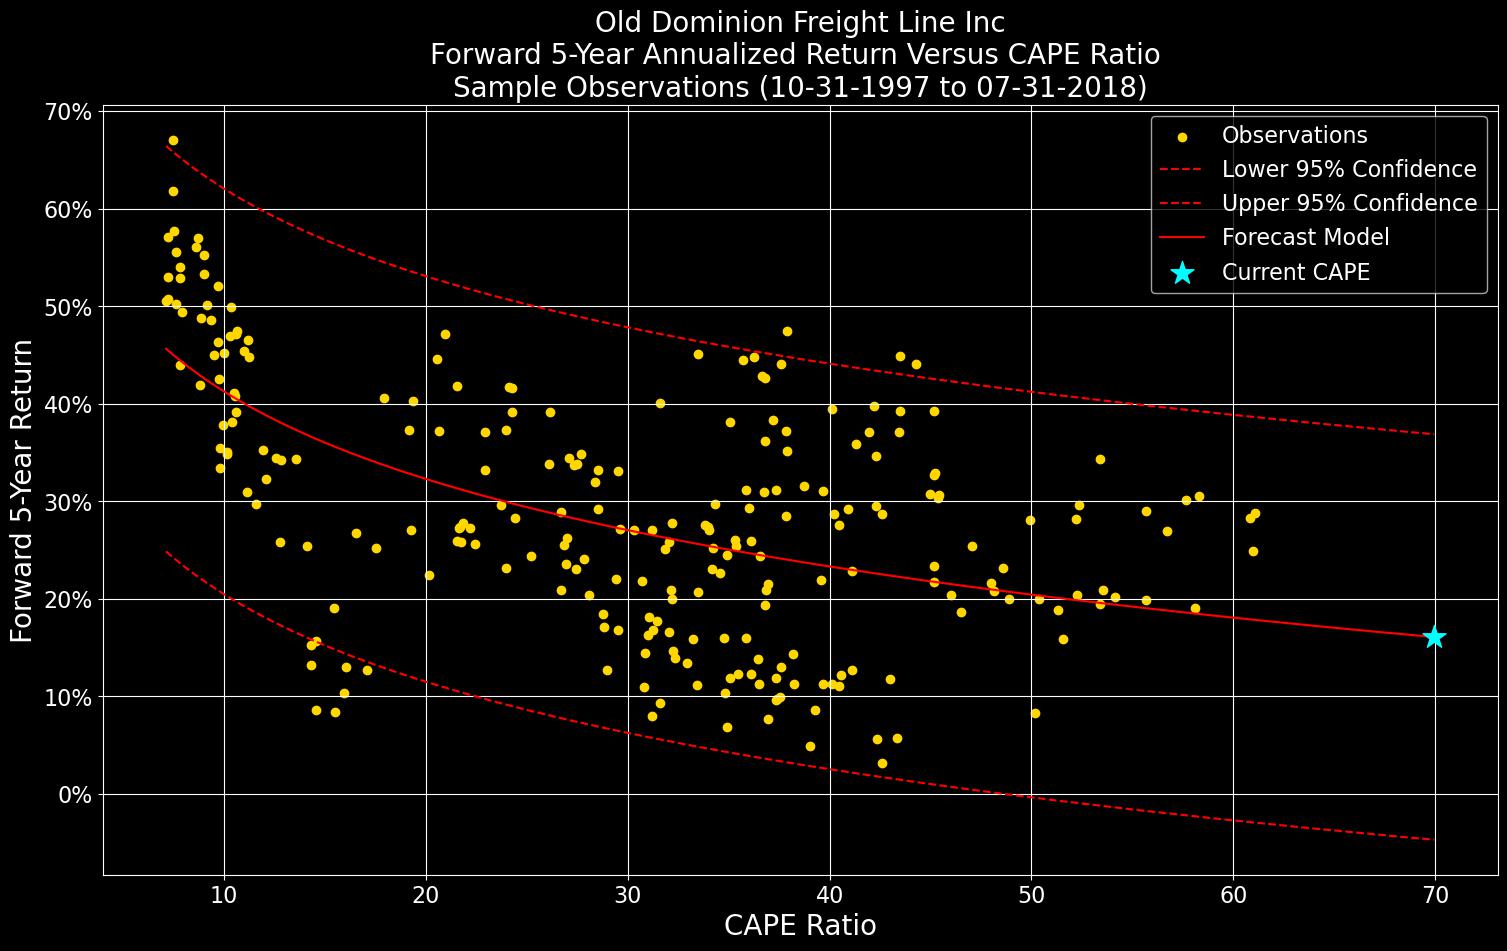 Old Dominion Freight Line Inc
Forward 5-Year Annualized Return Versus CAPE Ratio
Sample Observations (10-31-1997 to 07-31-2018)
70%
60%
50%
40%
30%
20%
10%
0%
Forward 5-Year Return
Observations
Lower 95% Confidence
Upper 95% Confidence
Forecast Model
Current CAPE
10 20 30 40 50 60 70
CAPE Ratio